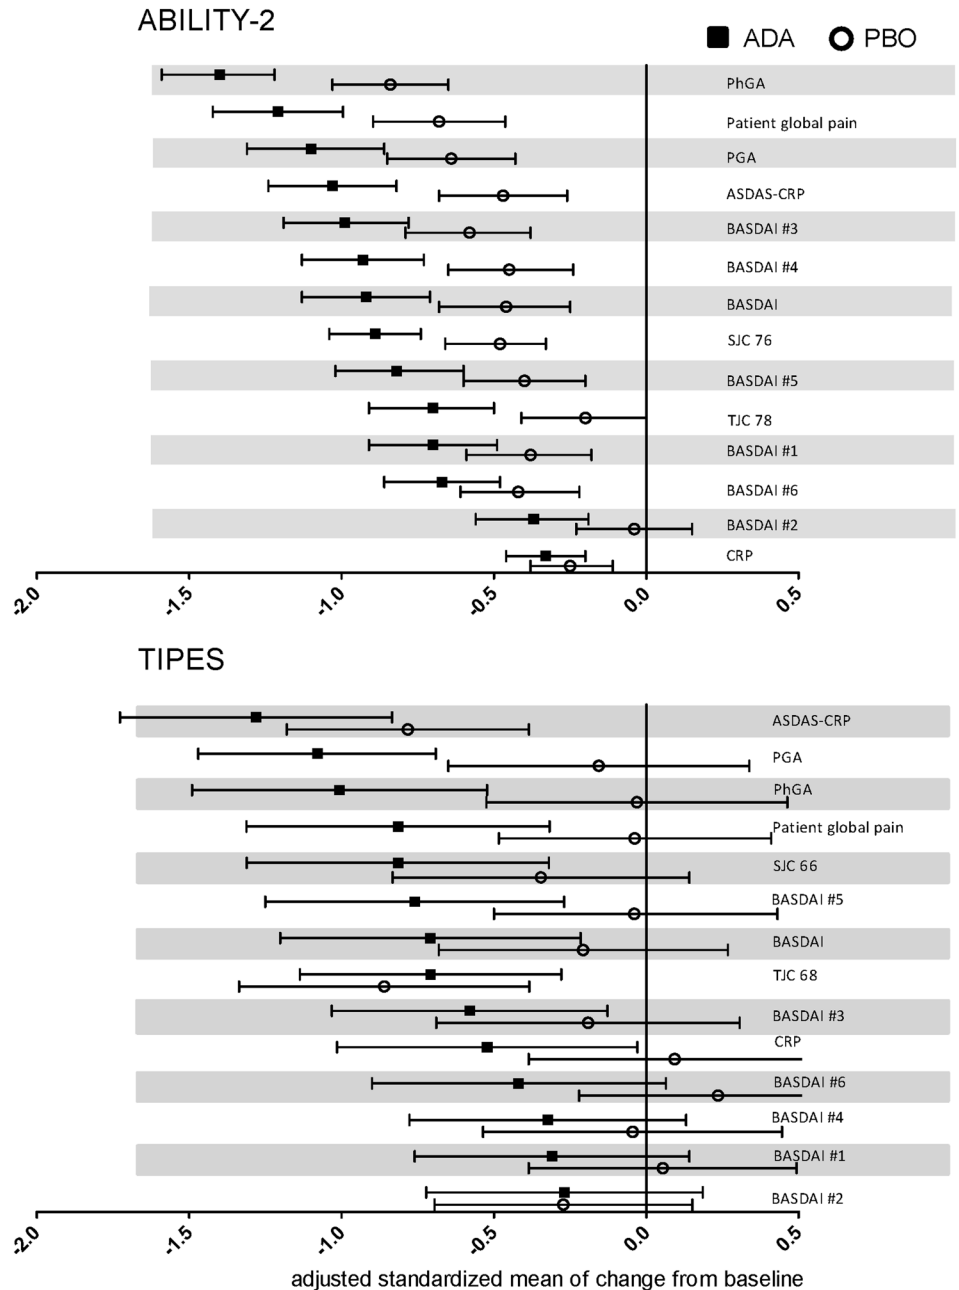 ABILITY-2
ADA PBO
PhGA
Patient global pain
PGA
ASDAS-CRP
BASDAI #3
BASDAI #4
BASDAI
SJC 76
BASDAI #5
TJC 78
BASDAI #1
BASDAI #6
BASDAI #2
CRP
-2.0 -1.5 -1.0 -0.5 0.0 0.5
TIPES
ASDAS-CRP
PGA
PhGA
Patient global pain
SJC 66
BASDAI #5
BASDAI
TJC 68
BASDAI #3
CRP
BASDAI #6
BASDAI #4
BASDAI #1
BASDAI #2
-2.0 -1.5 -1.0 -0.5 0.0 0.5
adjusted standardized mean of change from baseline